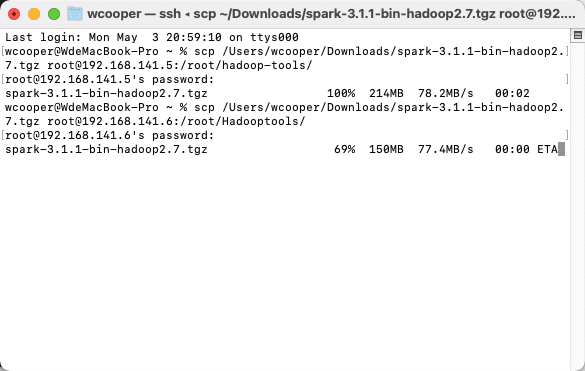 wcooper — ssh ◂ scp ~/Downloads/spark-3.1.1-bin-hadoop2.7.tgz root@192....
Last login: Mon May  3 20:59:10 on ttys000
[wcooper@WdeMacBook-Pro ~ % scp /Users/wcooper/Downloads/spark-3.1.1-bin-hadoop2.]
7.tgz root@192.168.141.5:/root/hadoop-tools/
[root@192.168.141.5's password:]
spark-3.1.1-bin-hadoop2.7.tgz                 100%  214MB  78.2MB/s   00:02
[wcooper@WdeMacBook-Pro ~ % scp /Users/wcooper/Downloads/spark-3.1.1-bin-hadoop2.]
7.tgz root@192.168.141.6:/root/Hadooptools/
[root@192.168.141.6's password:]
spark-3.1.1-bin-hadoop2.7.tgz                  69%  150MB  77.4MB/s   00:00 ETA